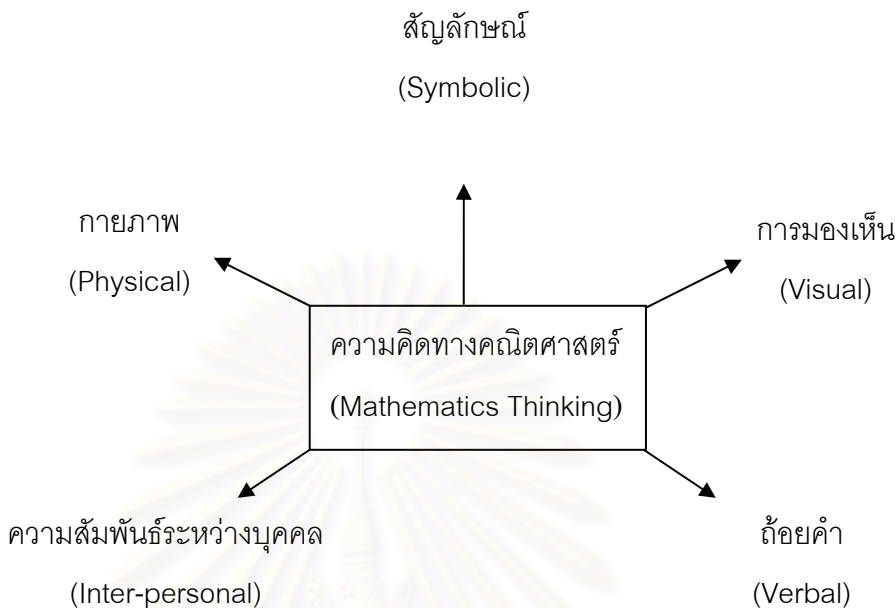 สัญลักษณ์
(Symbolic)
กายภาพ
(Physical)
การมองเห็น
(Visual)
ความคิดทางคณิตศาสตร์
(Mathematics Thinking)
ความสัมพันธ์ระหว่างบุคคล
(Inter-personal)
ถ้อยคำ
(Verbal)